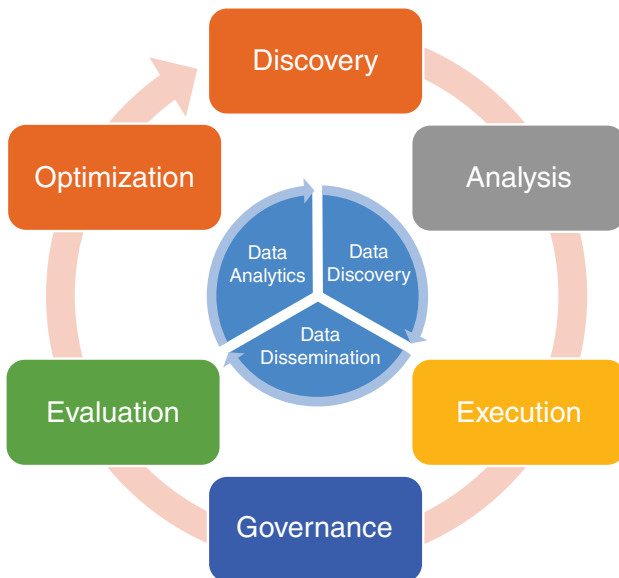 Discovery
Analysis
Execution
Governance
Evaluation
Optimization
Data
Discovery
Data
Dissemination
Data
Analytics